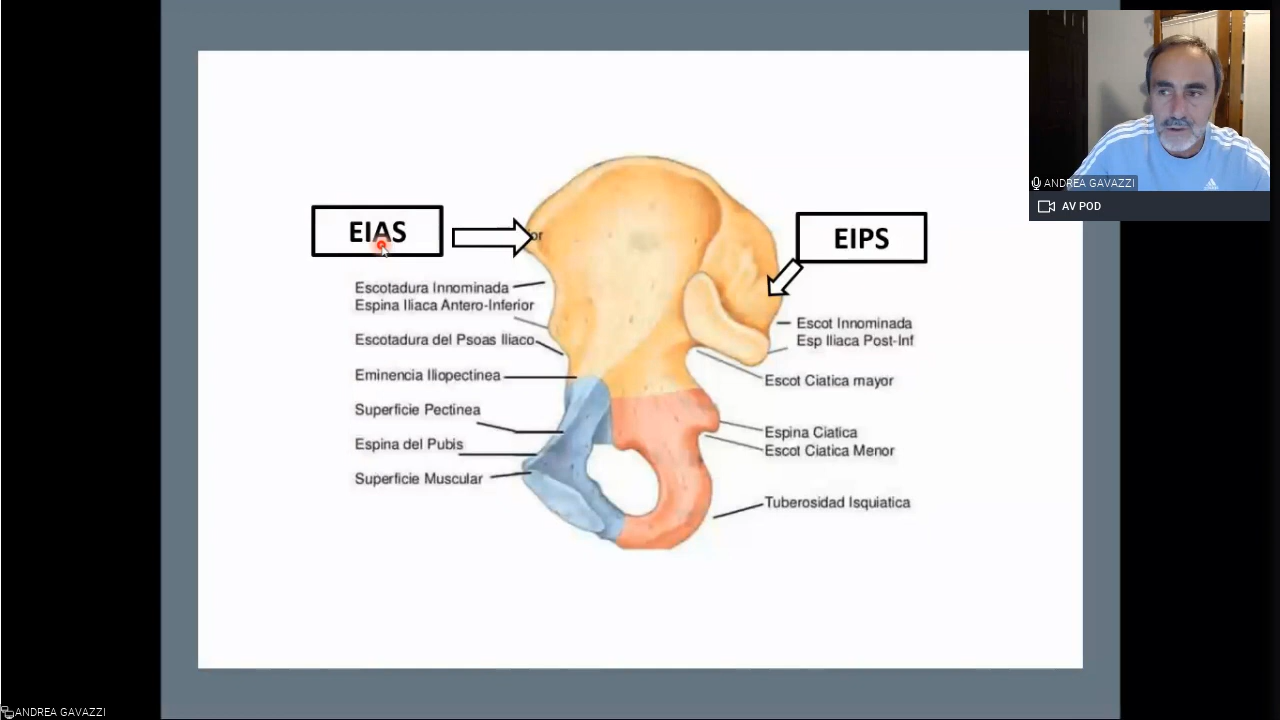 ANDREA GAVAZZI
AV POD
EIAS
or
EIPS
Escotadura Innominada
Espina Iliaca Antero-Inferior
Escotadura del Psoas Iliaco
Eminencia Iliopectinea
Superficie Pectinea
Espina del Pubis
Superficie Muscular
Escot Innominada
Esp Iliaca Post-Inf
Escot Ciatica mayor
Espina Ciatica
Escot Ciatica Menor
Tuberosidad Isquiatica
ANDREA GAVAZZI